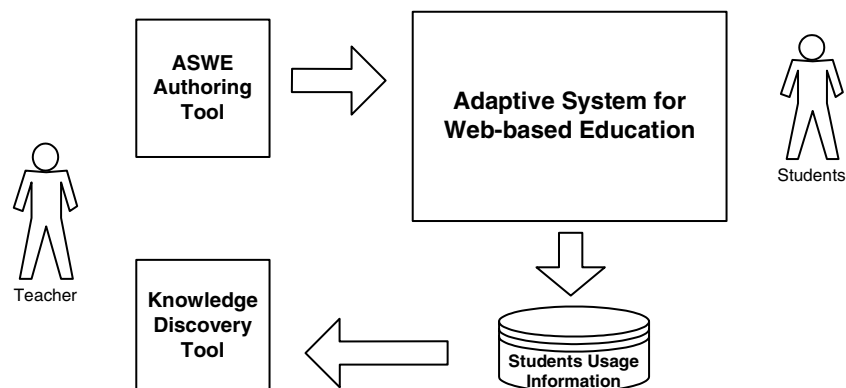 ASWE
Authoring
Tool
Adaptive System for
Web-based Education
Students
Teacher
Knowledge
Discovery
Tool
Students Usage
Information